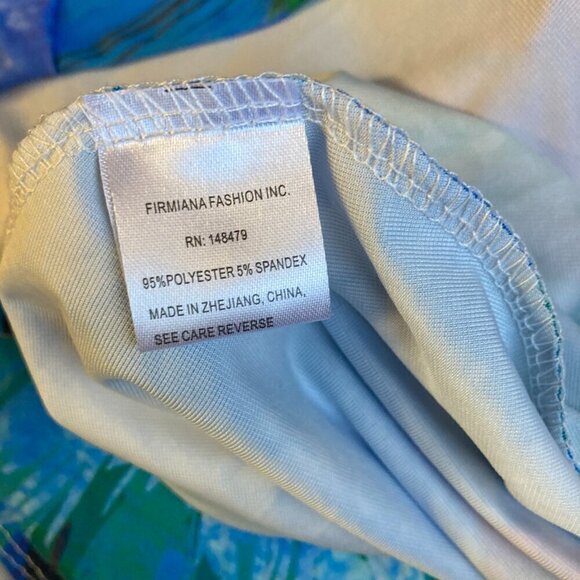 FIRMIANA FASHION INC.
RN: 148479
95%POLYESTER 5% SPANDEX
MADE IN ZHEJIANG, CHINA,
SEE CARE REVERSE